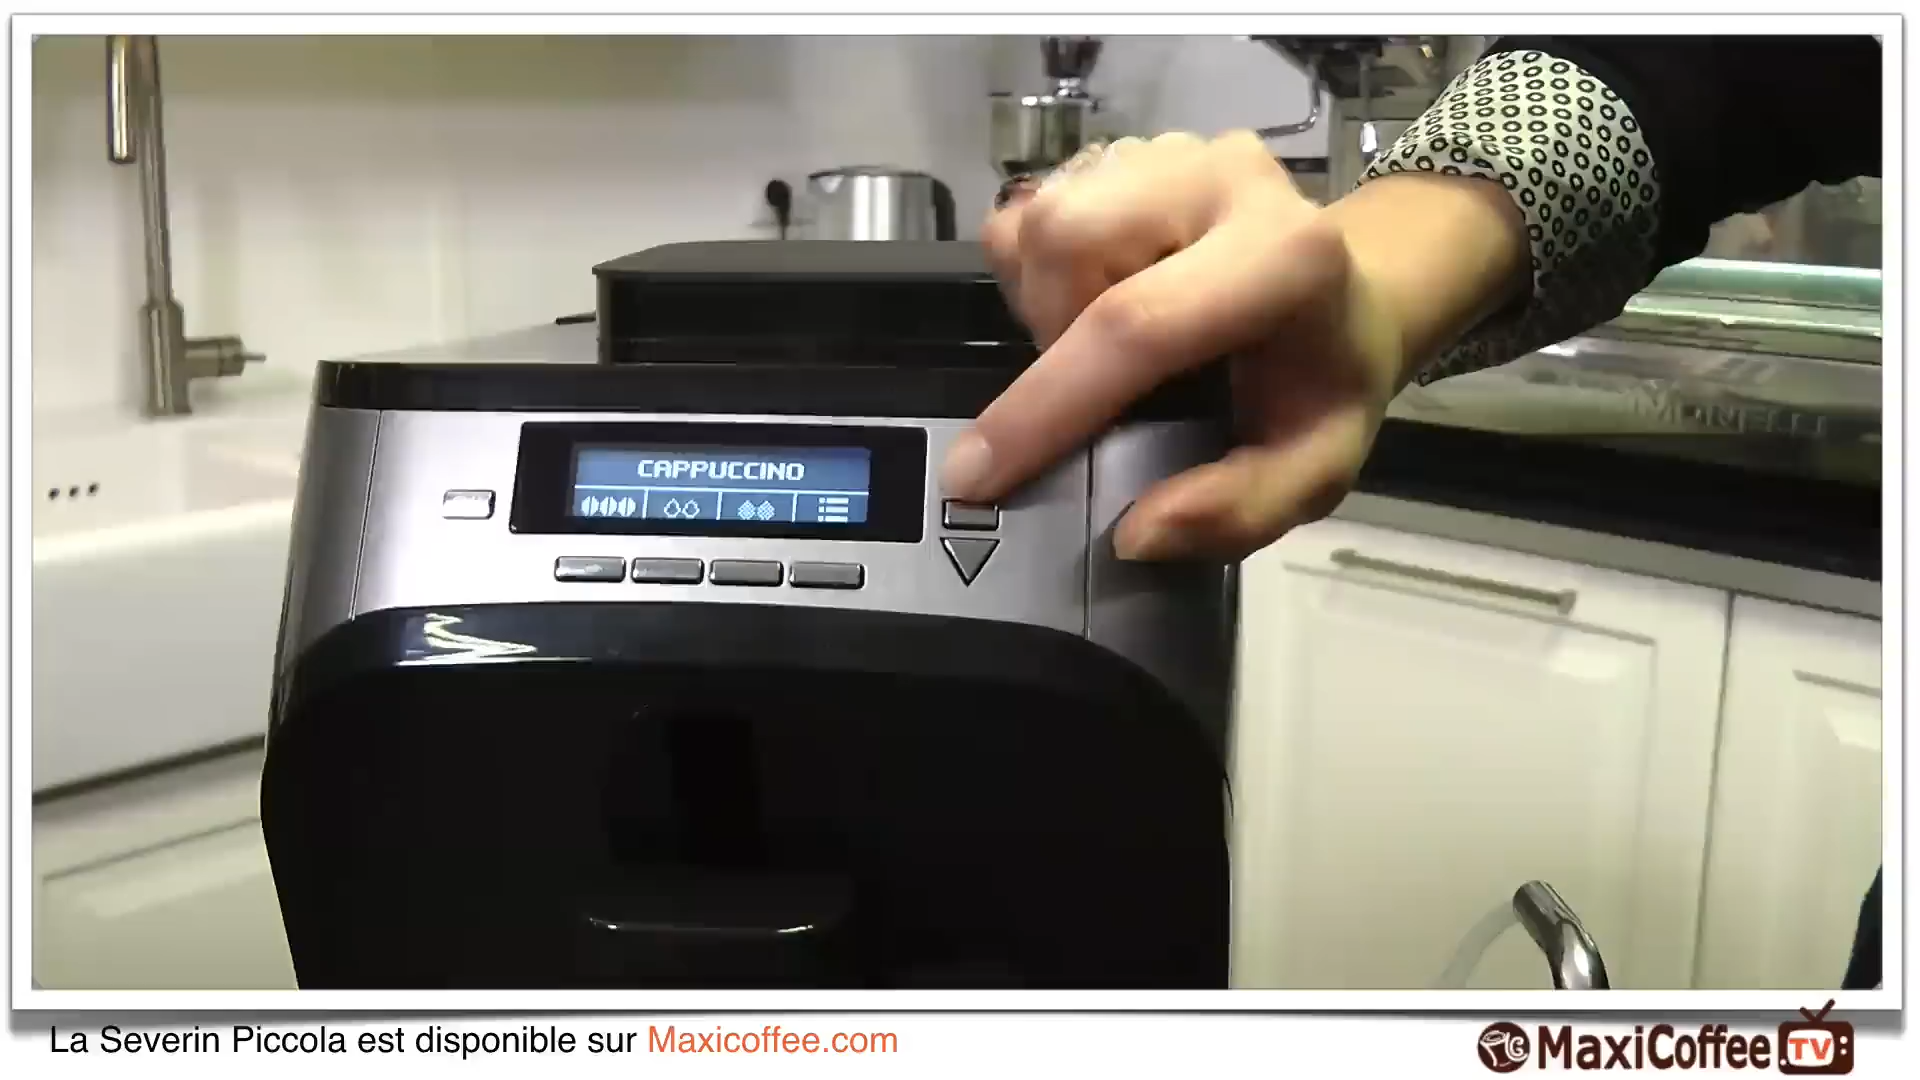 CAPPUCCINO
La Severin Piccola est disponible sur Maxicoffee.com
MaxiCoffee TV